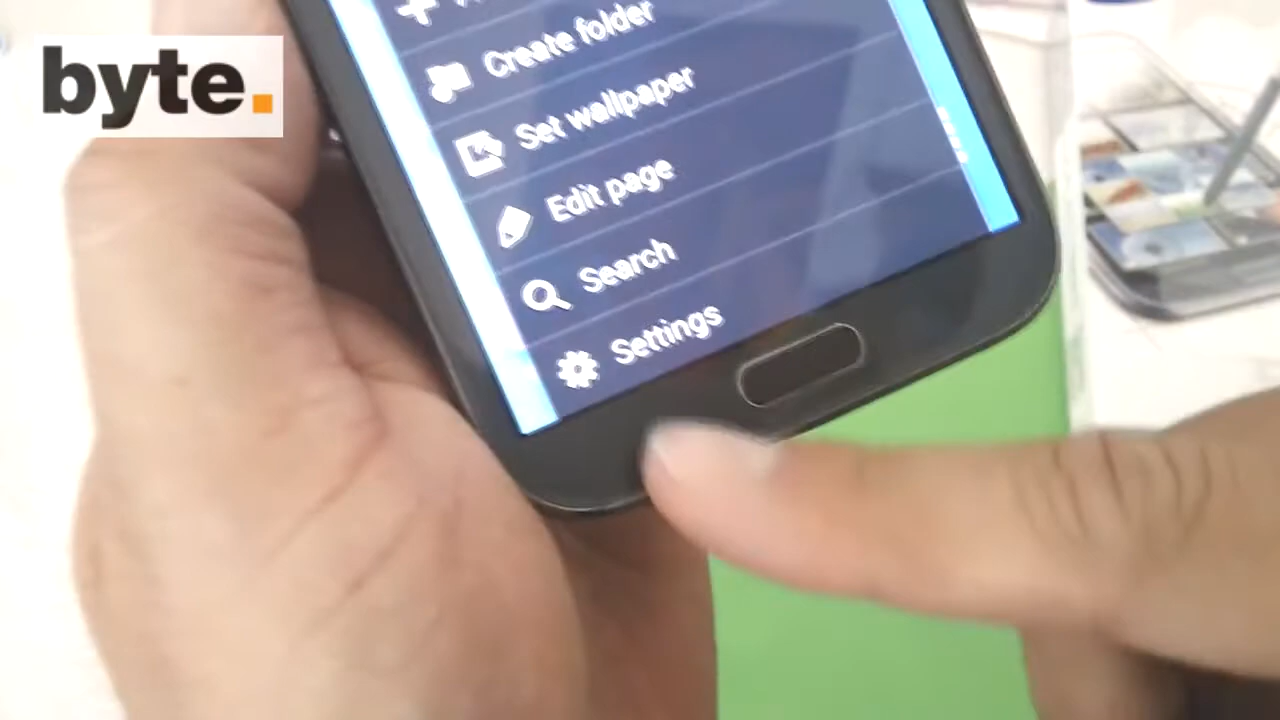 byte.
Create folder
Set wallpaper
Edit page
Search
Settings